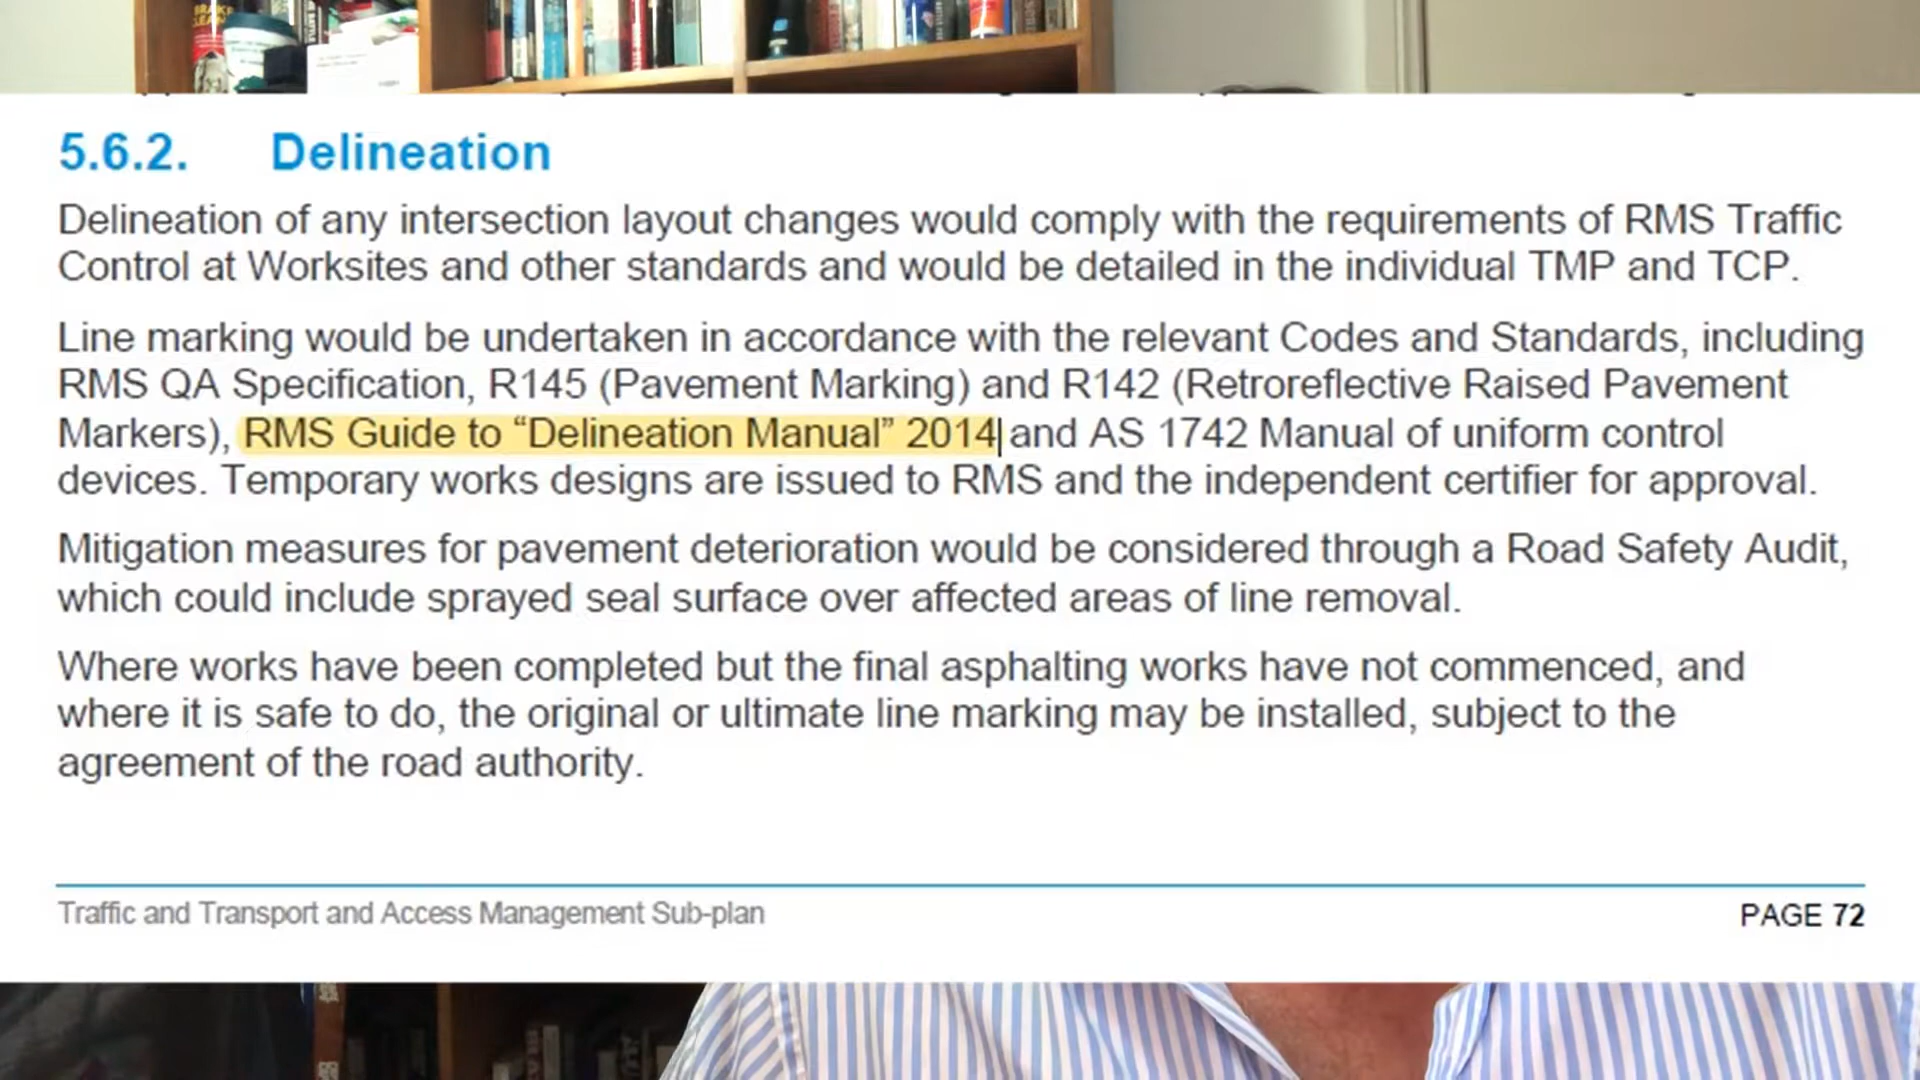 5.6.2. Delineation
Delineation of any intersection layout changes would comply with the requirements of RMS Traffic
Control at Worksites and other standards and would be detailed in the individual TMP and TCP.
Line marking would be undertaken in accordance with the relevant Codes and Standards, including
RMS QA Specification, R145 (Pavement Marking) and R142 (Retroreflective Raised Pavement
Markers), RMS Guide to “Delineation Manual” 2014 and AS 1742 Manual of uniform control
devices. Temporary works designs are issued to RMS and the independent certifier for approval.
Mitigation measures for pavement deterioration would be considered through a Road Safety Audit,
which could include sprayed seal surface over affected areas of line removal.
Where works have been completed but the final asphalting works have not commenced, and
where it is safe to do, the original or ultimate line marking may be installed, subject to the
agreement of the road authority.
Traffic and Transport and Access Management Sub-plan
PAGE 72